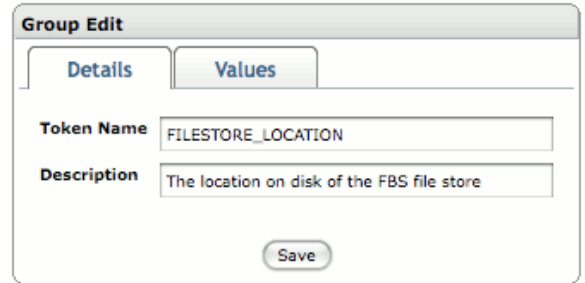 Group Edit
Details Values
Token Name FILESTORE_LOCATION
Description The location on disk of the FBS file store
Save